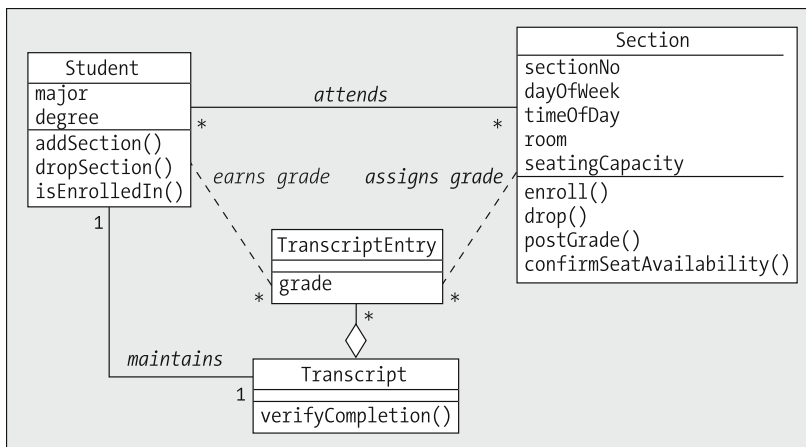 Student
major
degree
addSection()
dropSection()
isEnrolledIn()
attends
*
*
Section
sectionNo
dayOfWeek
timeOfDay
room
seatingCapacity
enroll()
drop()
postGrade()
confirmSeatAvailability()
earns grade
assigns grade
1
TranscriptEntry
grade
*
*
*
maintains
1
Transcript
verifyCompletion()